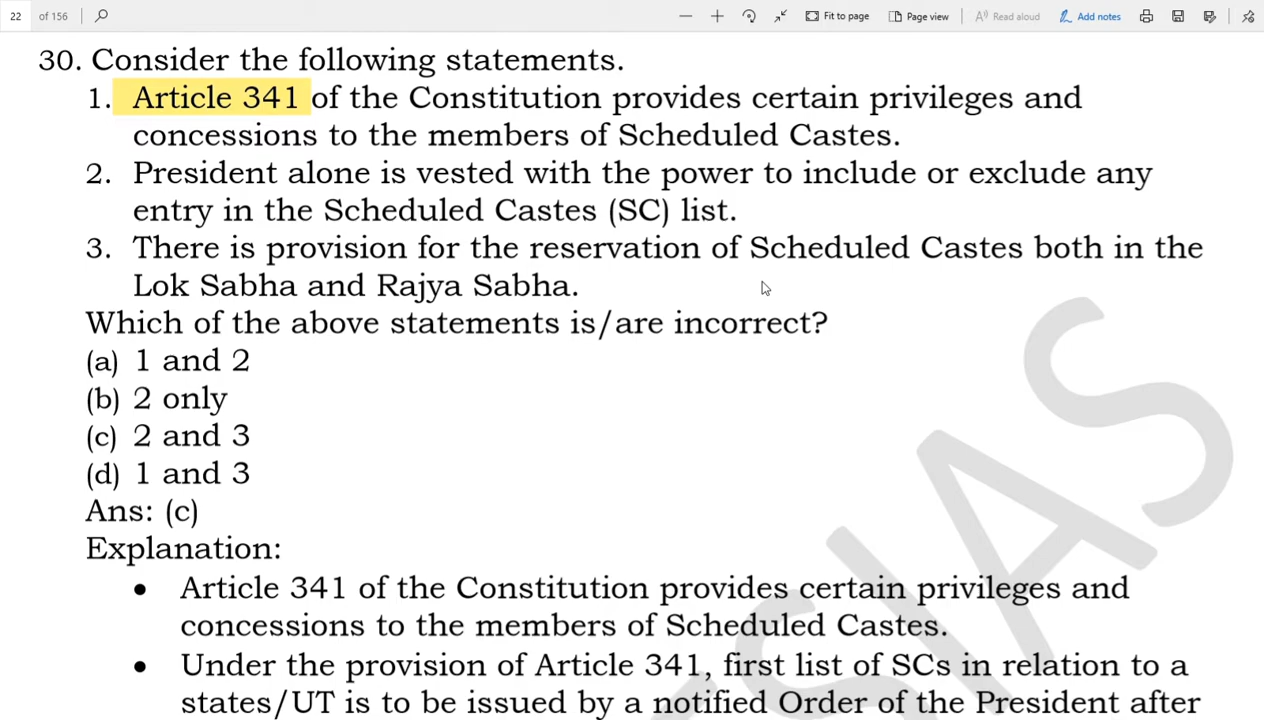 22 of 156 Fit to page Page view Read aloud Add notes
30. Consider the following statements.
1. Article 341 of the Constitution provides certain privileges and
concessions to the members of Scheduled Castes.
2. President alone is vested with the power to include or exclude any
entry in the Scheduled Castes (SC) list.
3. There is provision for the reservation of Scheduled Castes both in the
Lok Sabha and Rajya Sabha.
Which of the above statements is/are incorrect?
(a) 1 and 2
(b) 2 only
(c) 2 and 3
(d) 1 and 3
Ans: (c)
Explanation:
• Article 341 of the Constitution provides certain privileges and
concessions to the members of Scheduled Castes.
• Under the provision of Article 341, first list of SCs in relation to a
states/UT is to be issued by a notified Order of the President after